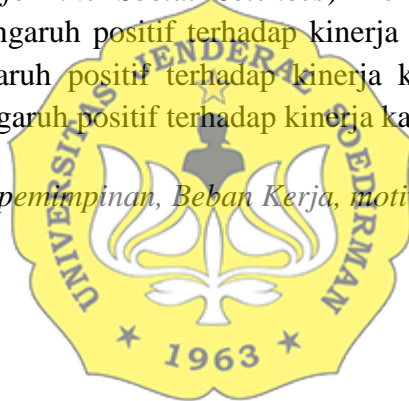 ngaruh positif terhadap kinerja
aruh positif terhadap kinerja k
garuh positif terhadap kinerja ka
pemimpinan, Beban Kerja, moti
UNIVERSITAS JENDERAL SOEDIRMAN
1963